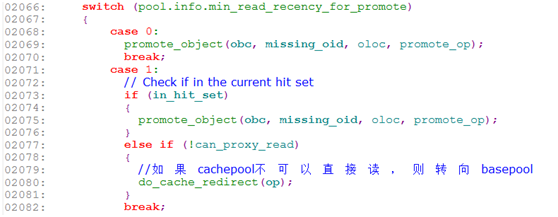 02066: switch (pool.info.min_read_recency_for_promote)
02067: {
02068: case 0:
02069: promote_object(obc, missing_oid, oloc, promote_op);
02070: break;
02071: case 1:
02072: // Check if in the current hit set
02073: if (in_hit_set)
02074: {
02075: promote_object(obc, missing_oid, oloc, promote_op);
02076: }
02077: else if (!can_proxy_read)
02078: {
02079: //如 果 cachepool不 可 以 直 接 读 ， 则 转 向 basepool
02080: do_cache_redirect(op);
02081: }
02082: break;